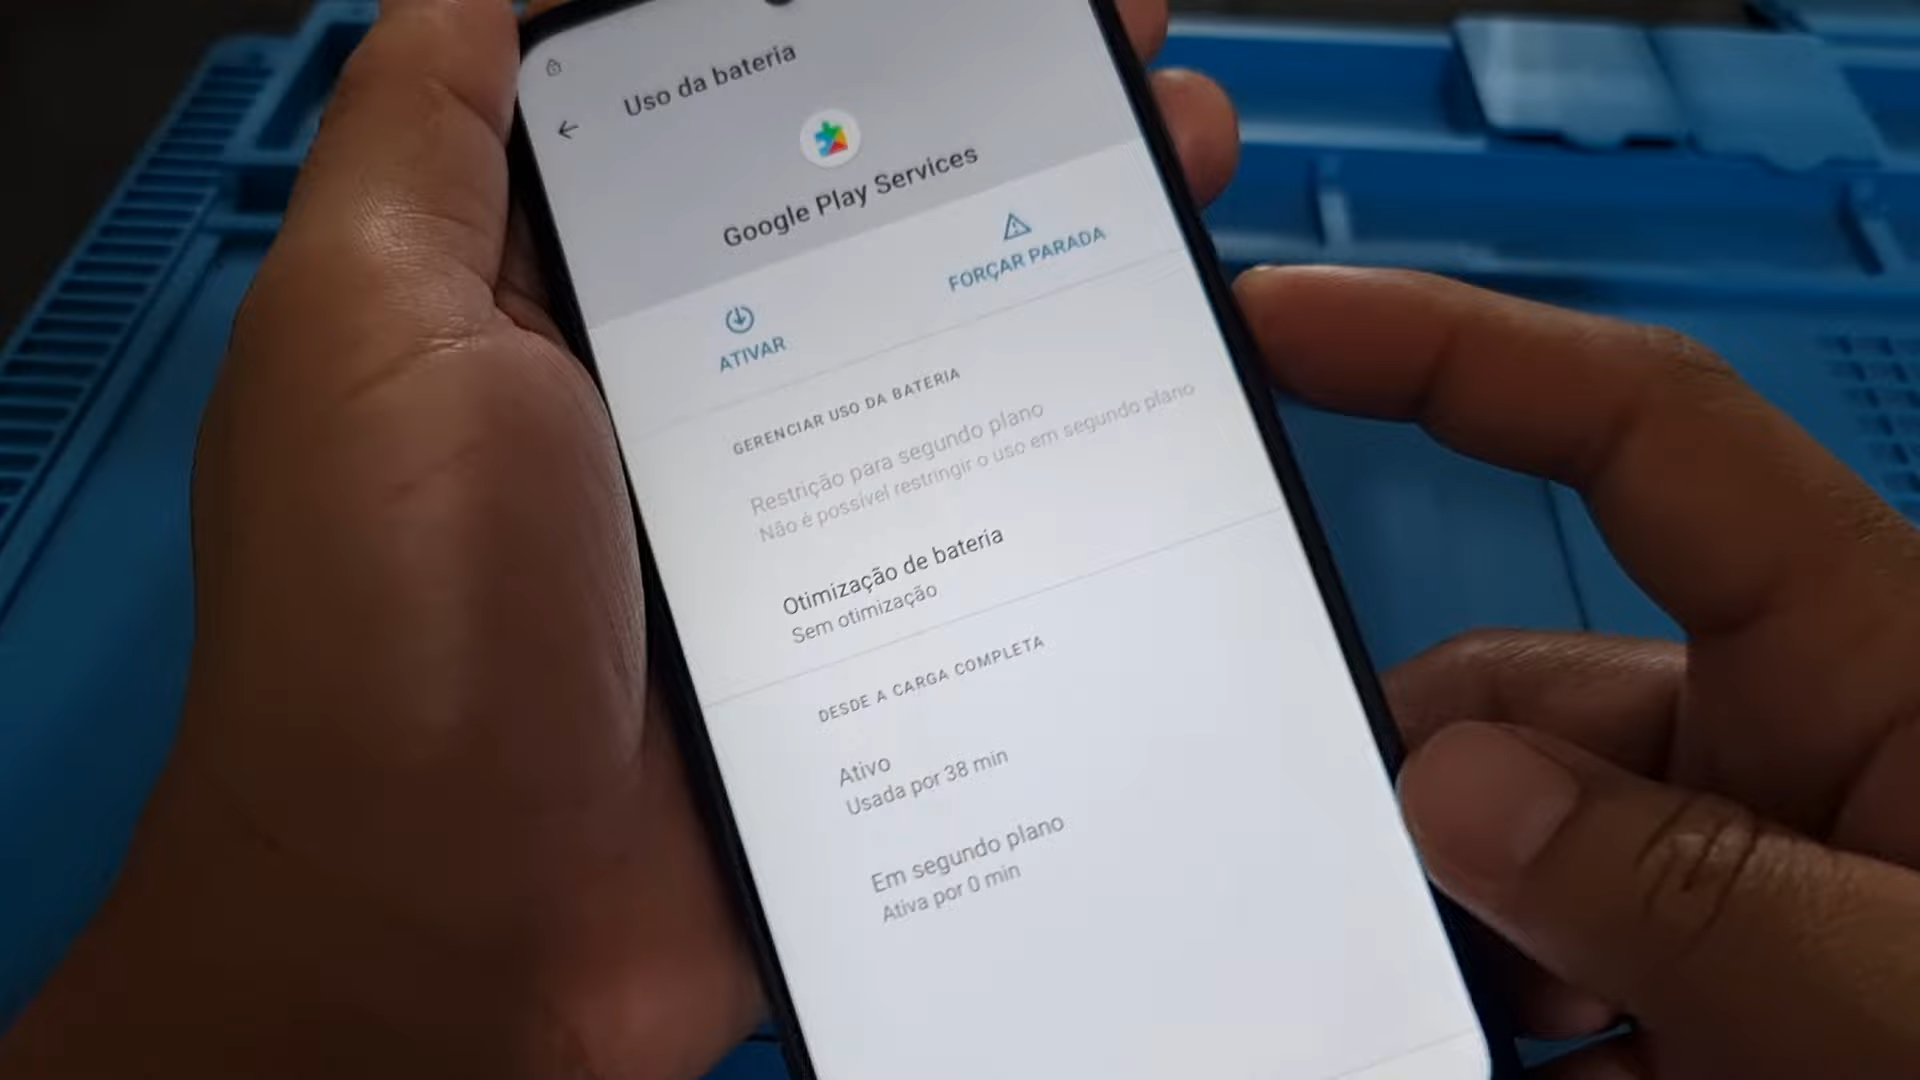 Uso da bateria
Google Play Services
ATIVAR
FORÇAR PARADA
GERENCIAR USO DA BATERIA
Restrição para segundo plano
Não é possível restringir o uso em segundo plano
Otimização de bateria
Sem otimização
DESDE A CARGA COMPLETA
Ativo
Usada por 38 min
Em segundo plano
Ativa por 0 min